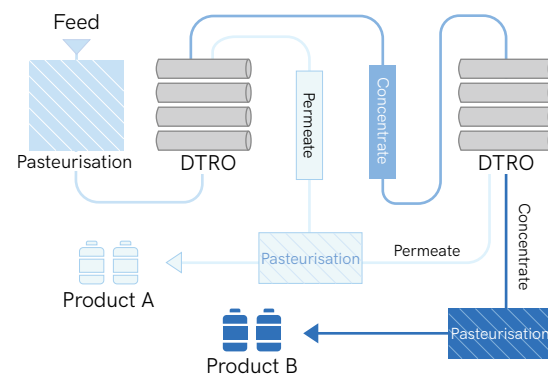 Feed
Pasteurisation
DTRO
Permeate
Concentrate
DTRO
Pasteurisation
Permeate
Concentrate
Product A
Pasteurisation
Product B